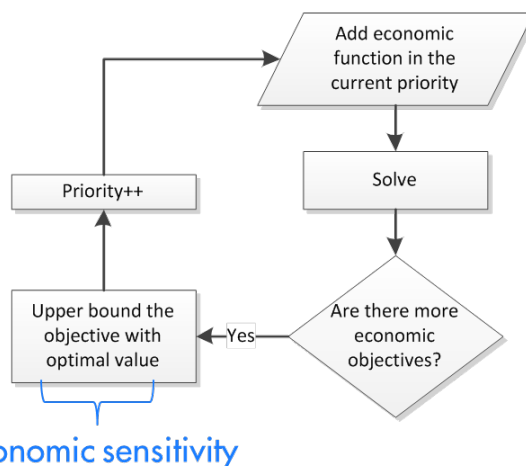 Add economic
function in the
current priority
Solve
Are there more
economic
objectives?
Yes
Upper bound the
objective with
optimal value
Priority++
onomic sensitivity